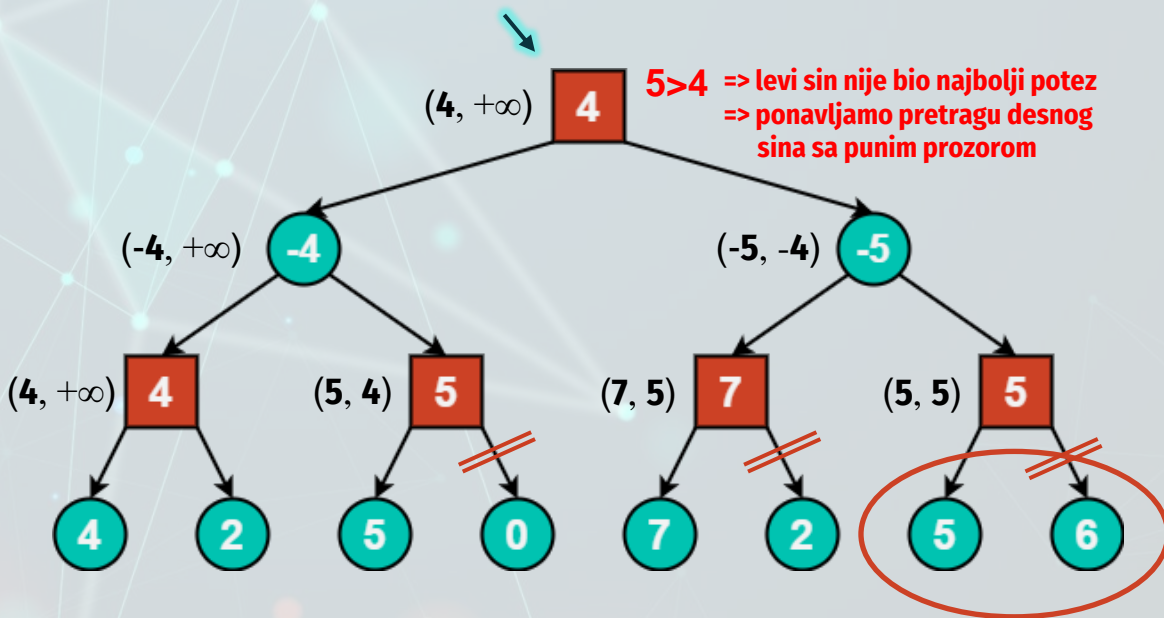 (4, +∞) 4 5>4 => levi sin nije bio najbolji potez
=> ponavljamo pretragu desnog
sina sa punim prozorom
(-4, +∞) -4 (-5, -4) -5
(4, +∞) 4 (5, 4) 5 (7, 5) 7 (5, 5) 5
4 2 5 0 7 2 5 6